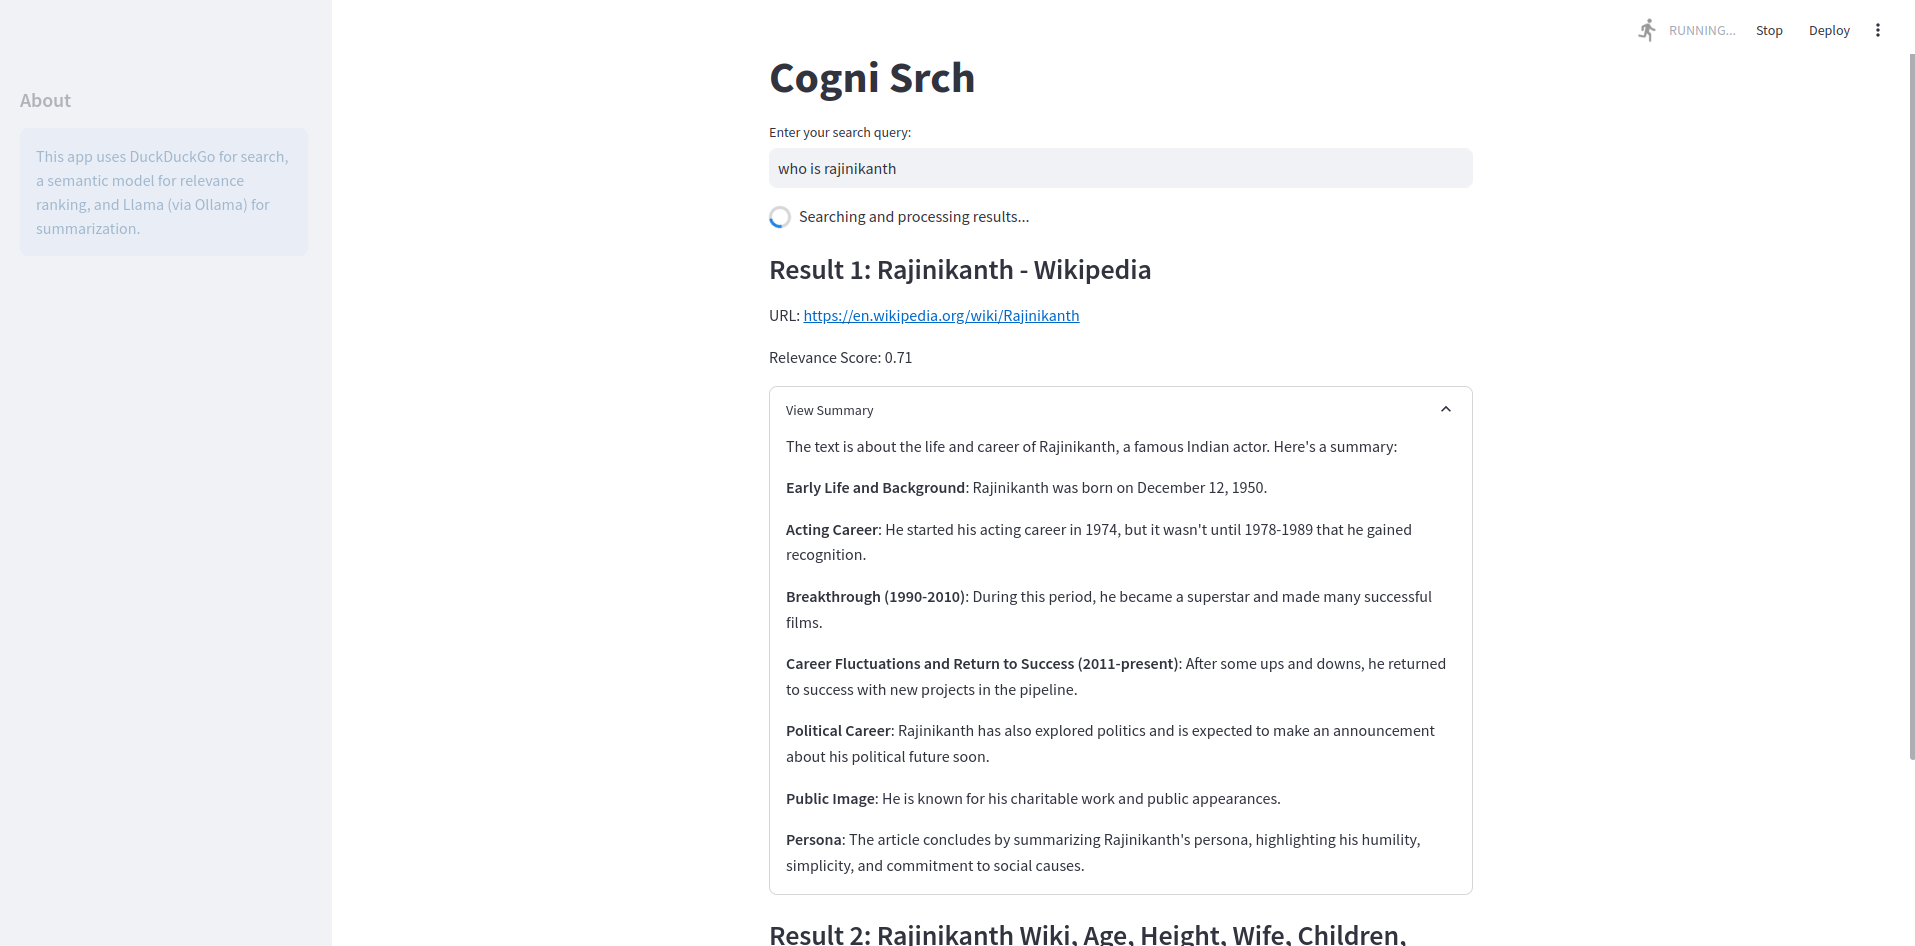 RUNNING...
Stop
Deploy
About
This app uses DuckDuckGo for search,
a semantic model for relevance
ranking, and Llama (via Ollama) for
summarization.
Cogni Srch
Enter your search query:
who is rajinikanth
Searching and processing results...
Result 1: Rajinikanth - Wikipedia
URL: https://en.wikipedia.org/wiki/Rajinikanth
Relevance Score: 0.71
View Summary
The text is about the life and career of Rajinikanth, a famous Indian actor. Here's a summary:
Early Life and Background: Rajinikanth was born on December 12, 1950.
Acting Career: He started his acting career in 1974, but it wasn't until 1978-1989 that he gained
recognition.
Breakthrough (1990-2010): During this period, he became a superstar and made many successful
films.
Career Fluctuations and Return to Success (2011-present): After some ups and downs, he returned
to success with new projects in the pipeline.
Political Career: Rajinikanth has also explored politics and is expected to make an announcement
about his political future soon.
Public Image: He is known for his charitable work and public appearances.
Persona: The article concludes by summarizing Rajinikanth's persona, highlighting his humility,
simplicity, and commitment to social causes.
Result 2: Rajinikanth Wiki, Age, Height, Wife, Children,